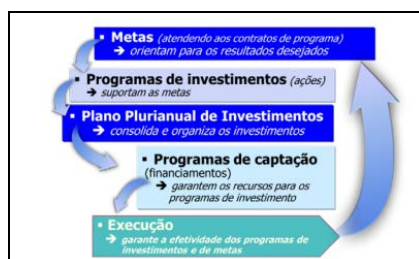 ▪ Metas (atendendo aos contratos de programa)
➔ orientam para os resultados desejados
▪ Programas de investimentos (ações)
➔ suportam as metas
▪ Plano Plurianual de Investimentos
➔ consolida e organiza os investimentos
▪ Programas de captação
(financiamentos)
➔ garantem os recursos para os
programas de investimento
▪ Execução
➔ garante a efetividade dos programas de
investimentos e de metas